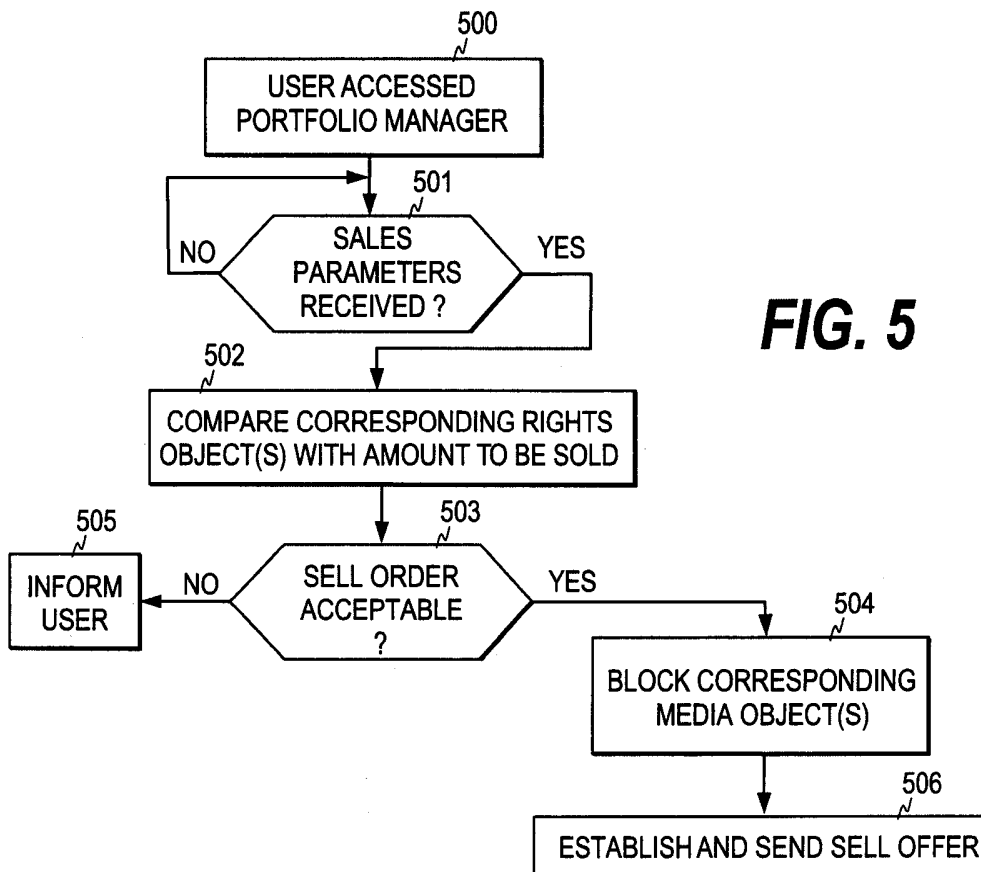 500
USER ACCESSED
PORTFOLIO MANAGER
501
NO
SALES
PARAMETERS
RECEIVED ?
YES
FIG. 5
502
COMPARE CORRESPONDING RIGHTS
OBJECT(S) WITH AMOUNT TO BE SOLD
503
505
INFORM
USER
NO
SELL ORDER
ACCEPTABLE
?
YES
504
BLOCK CORRESPONDING
MEDIA OBJECT(S)
506
ESTABLISH AND SEND SELL OFFER